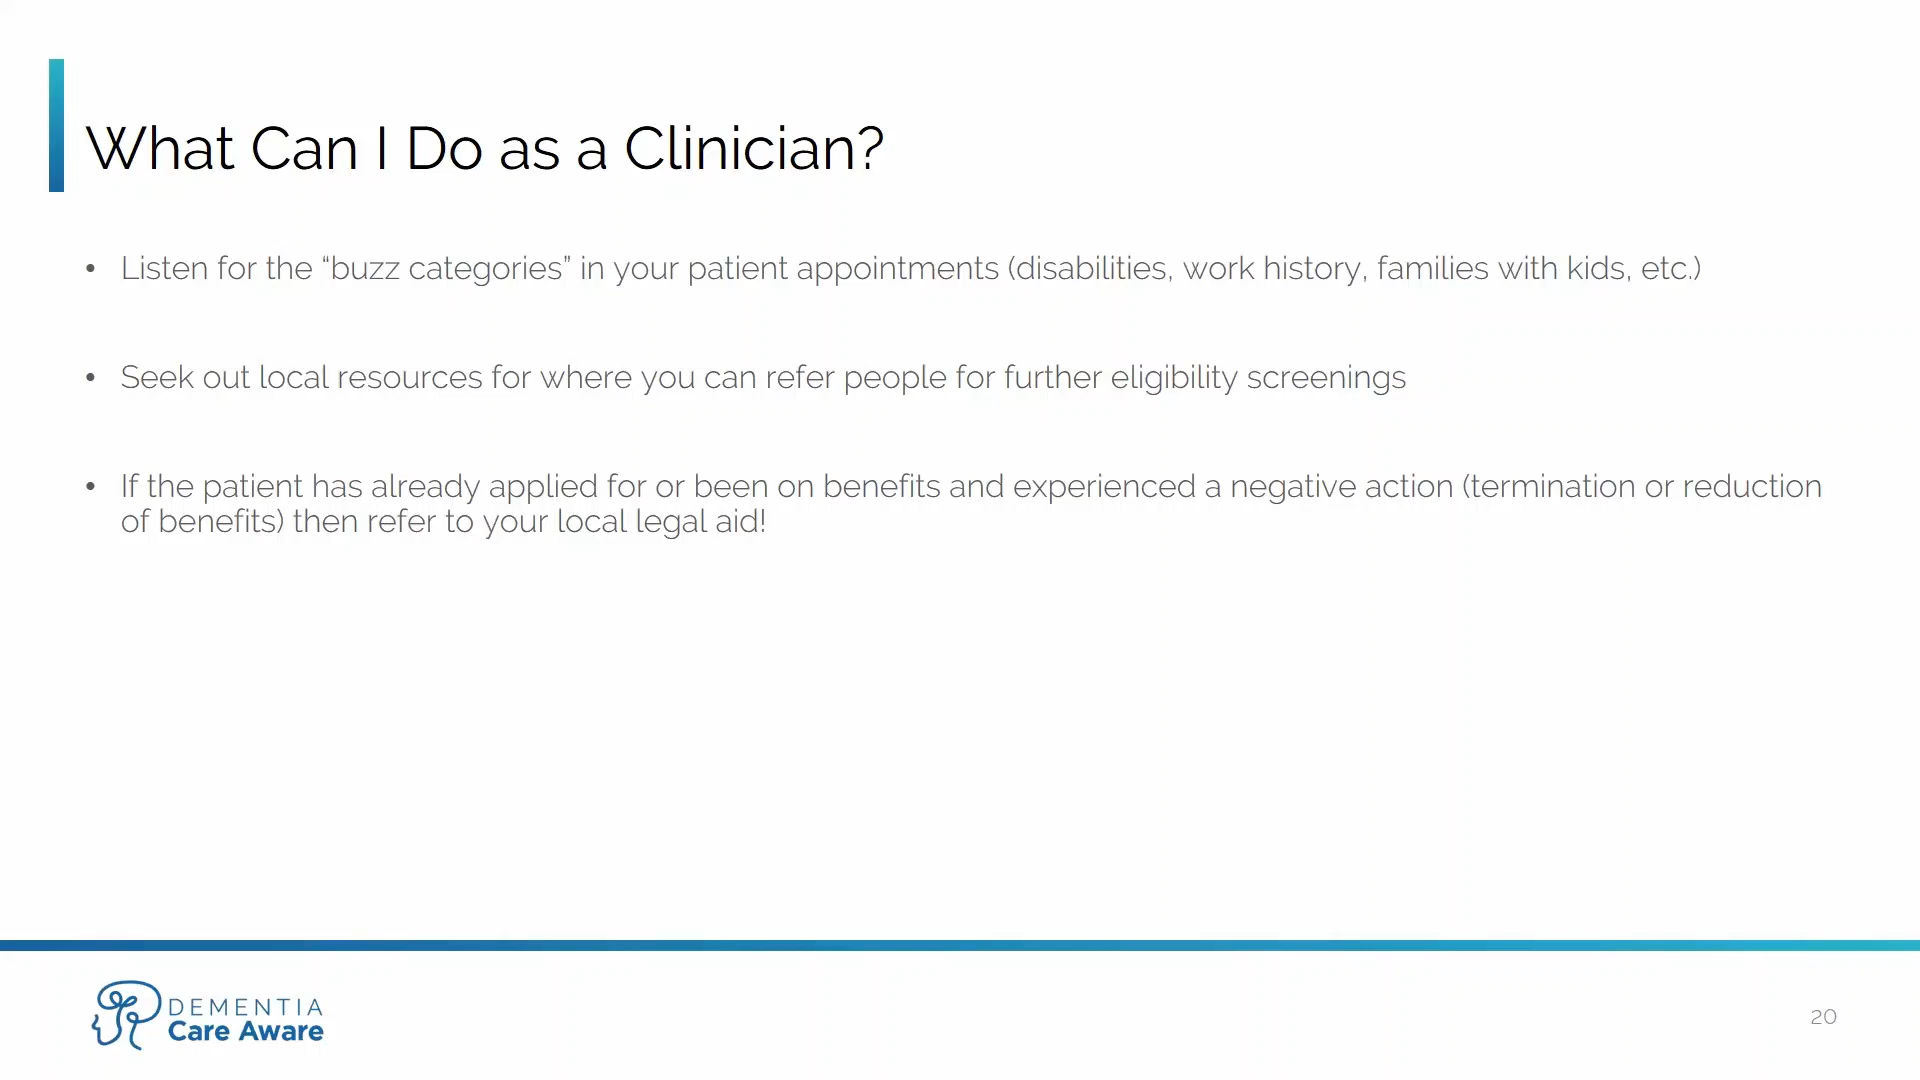 What Can I Do as a Clinician?
• Listen for the “buzz categories” in your patient appointments (disabilities, work history, families with kids, etc.)
• Seek out local resources for where you can refer people for further eligibility screenings
• If the patient has already applied for or been on benefits and experienced a negative action (termination or reduction
of benefits) then refer to your local legal aid!
DEMENTIA
Care Aware
20